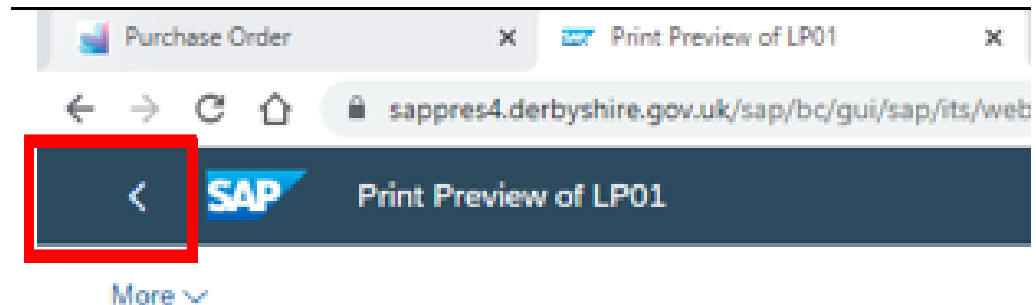 Purchase Order SAP Print Preview of LP01
sappres4.derbyshire.gov.uk/sap/bc/gui/sap/its/web
SAP Print Preview of LP01
More